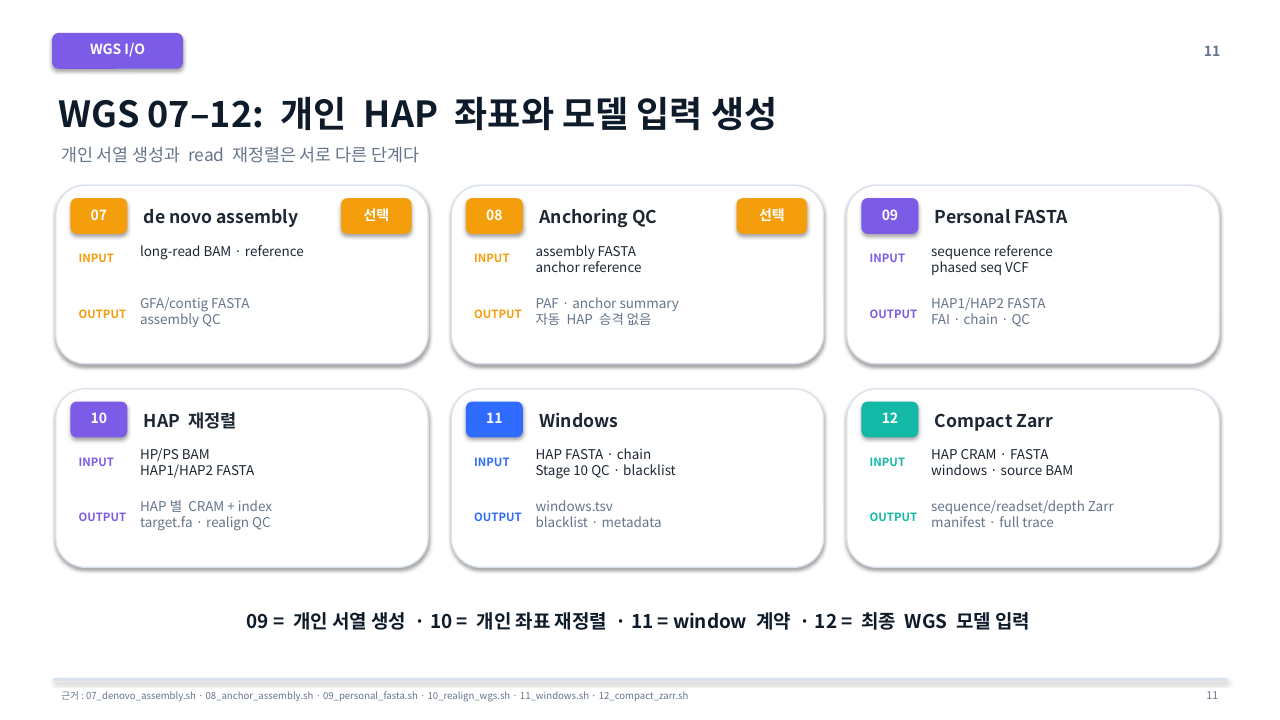 WGS I/O
11
WGS 07–12: 개인 HAP 좌표와 모델 입력 생성
개인 서열 생성과 read 재정렬은 서로 다른 단계다
07
de novo assembly
선택
INPUT
long-read BAM · reference
OUTPUT
GFA/contig FASTA
assembly QC
08
Anchoring QC
선택
INPUT
assembly FASTA
anchor reference
OUTPUT
PAF · anchor summary
자동 HAP 승격 없음
09
Personal FASTA
INPUT
sequence reference
phased seq VCF
OUTPUT
HAP1/HAP2 FASTA
FAI · chain · QC
10
HAP 재정렬
INPUT
HP/PS BAM
HAP1/HAP2 FASTA
OUTPUT
HAP 별 CRAM + index
target.fa · realign QC
11
Windows
INPUT
HAP FASTA · chain
Stage 10 QC · blacklist
OUTPUT
windows.tsv
blacklist · metadata
12
Compact Zarr
INPUT
HAP CRAM · FASTA
windows · source BAM
OUTPUT
sequence/readset/depth Zarr
manifest · full trace
09 = 개인 서열 생성 · 10 = 개인 좌표 재정렬 · 11 = window 계약 · 12 = 최종 WGS 모델 입력
근거 : 07_denovo_assembly.sh · 08_anchor_assembly.sh · 09_personal_fasta.sh · 10_realign_wgs.sh · 11_windows.sh · 12_compact_zarr.sh
11